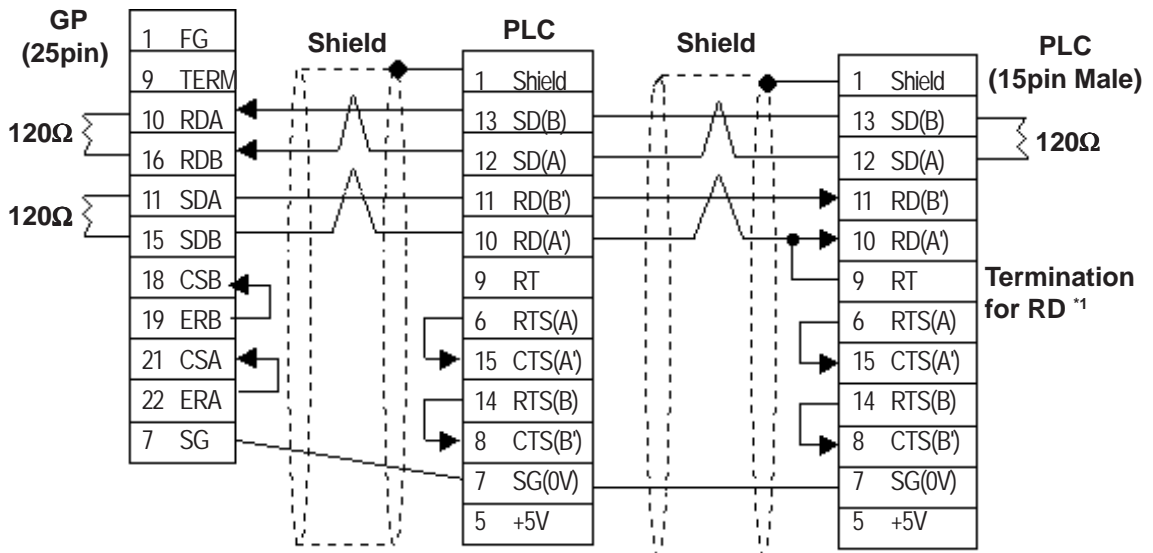 GP
(25pin)
1 FG
9 TERM
10 RDA
16 RDB
11 SDA
15 SDB
18 CSB
19 ERB
21 CSA
22 ERA
7 SG
120Ω
120Ω
Shield
PLC
1 Shield
13 SD(B)
12 SD(A)
11 RD(B')
10 RD(A')
9 RT
6 RTS(A)
15 CTS(A')
14 RTS(B)
8 CTS(B')
7 SG(0V)
5 +5V
Shield
PLC
(15pin Male)
1 Shield
13 SD(B)
12 SD(A)
11 RD(B')
10 RD(A')
9 RT
6 RTS(A)
15 CTS(A')
14 RTS(B)
8 CTS(B')
7 SG(0V)
5 +5V
120Ω
Termination
for RD *1